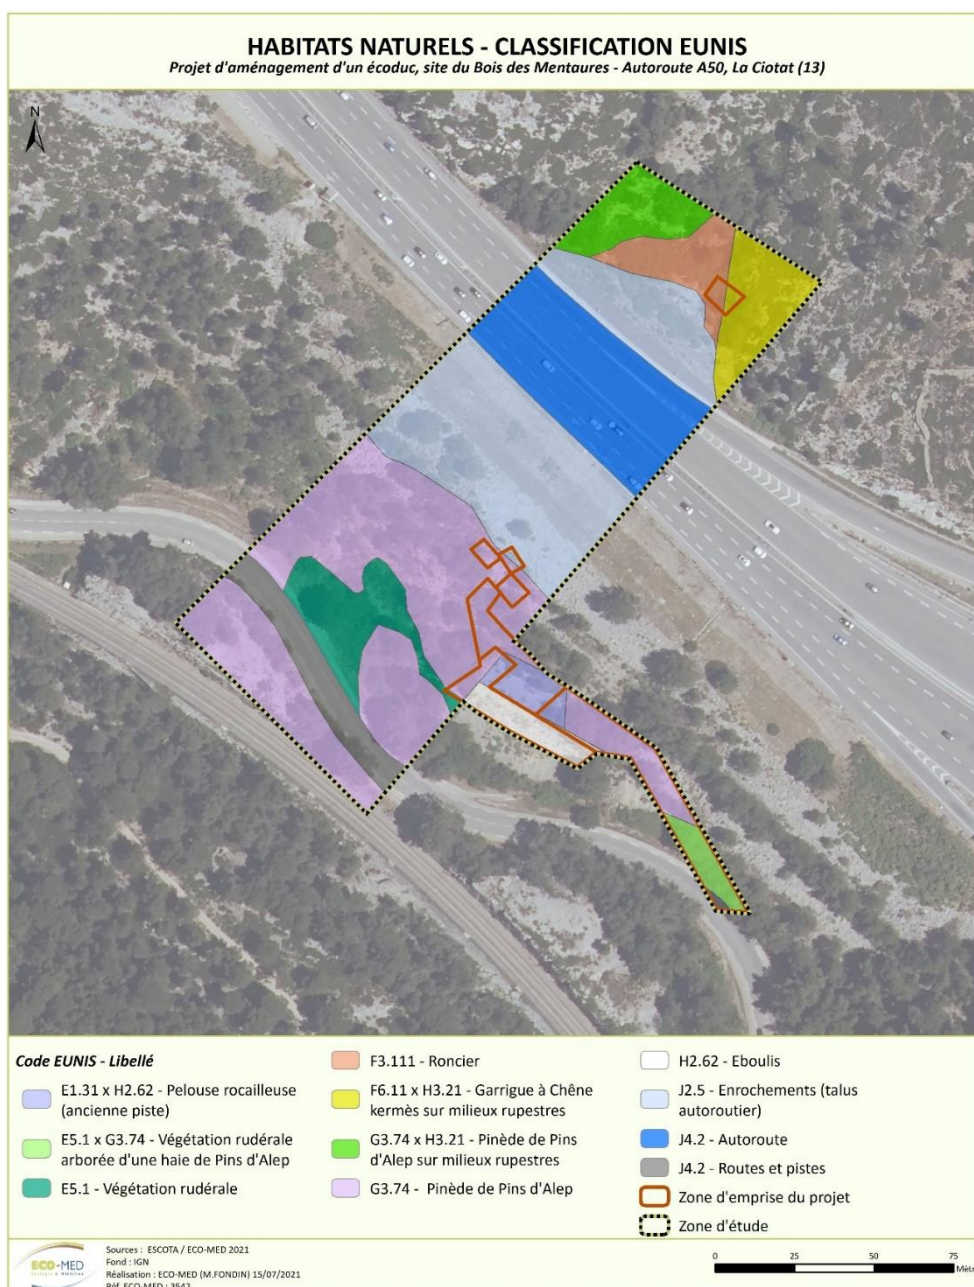 HABITATS NATURELS - CLASSIFICATION EUNIS
Projet d'aménagement d'un écoduc, site du Bois des Mentaures - Autoroute A50, La Ciotat (13)
N
Code EUNIS - Libellé
E1.31 x H2.62 - Pelouse rocailleuse
(ancienne piste)
E5.1 x G3.74 - Végétation rudérale
arborée d'une haie de Pins d'Alep
E5.1 - Végétation rudérale
F3.111 - Roncier
F6.11 x H3.21 - Garrigue à Chêne
kermès sur milieux rupestres
G3.74 x H3.21 - Pinède de Pins
d'Alep sur milieux rupestres
G3.74 - Pinède de Pins d'Alep
H2.62 - Eboulis
J2.5 - Enrochements (talus
autoroutier)
J4.2 - Autoroute
J4.2 - Routes et pistes
Zone d'emprise du projet
Zone d'étude
ECO-MED
Sources : ESCOTA / ECO-MED 2021
Fond : IGN
Réalisation : ECO-MED (M.FONDIN) 15/07/2021
Réf. ECO-MED : 3542
0 25 50 75